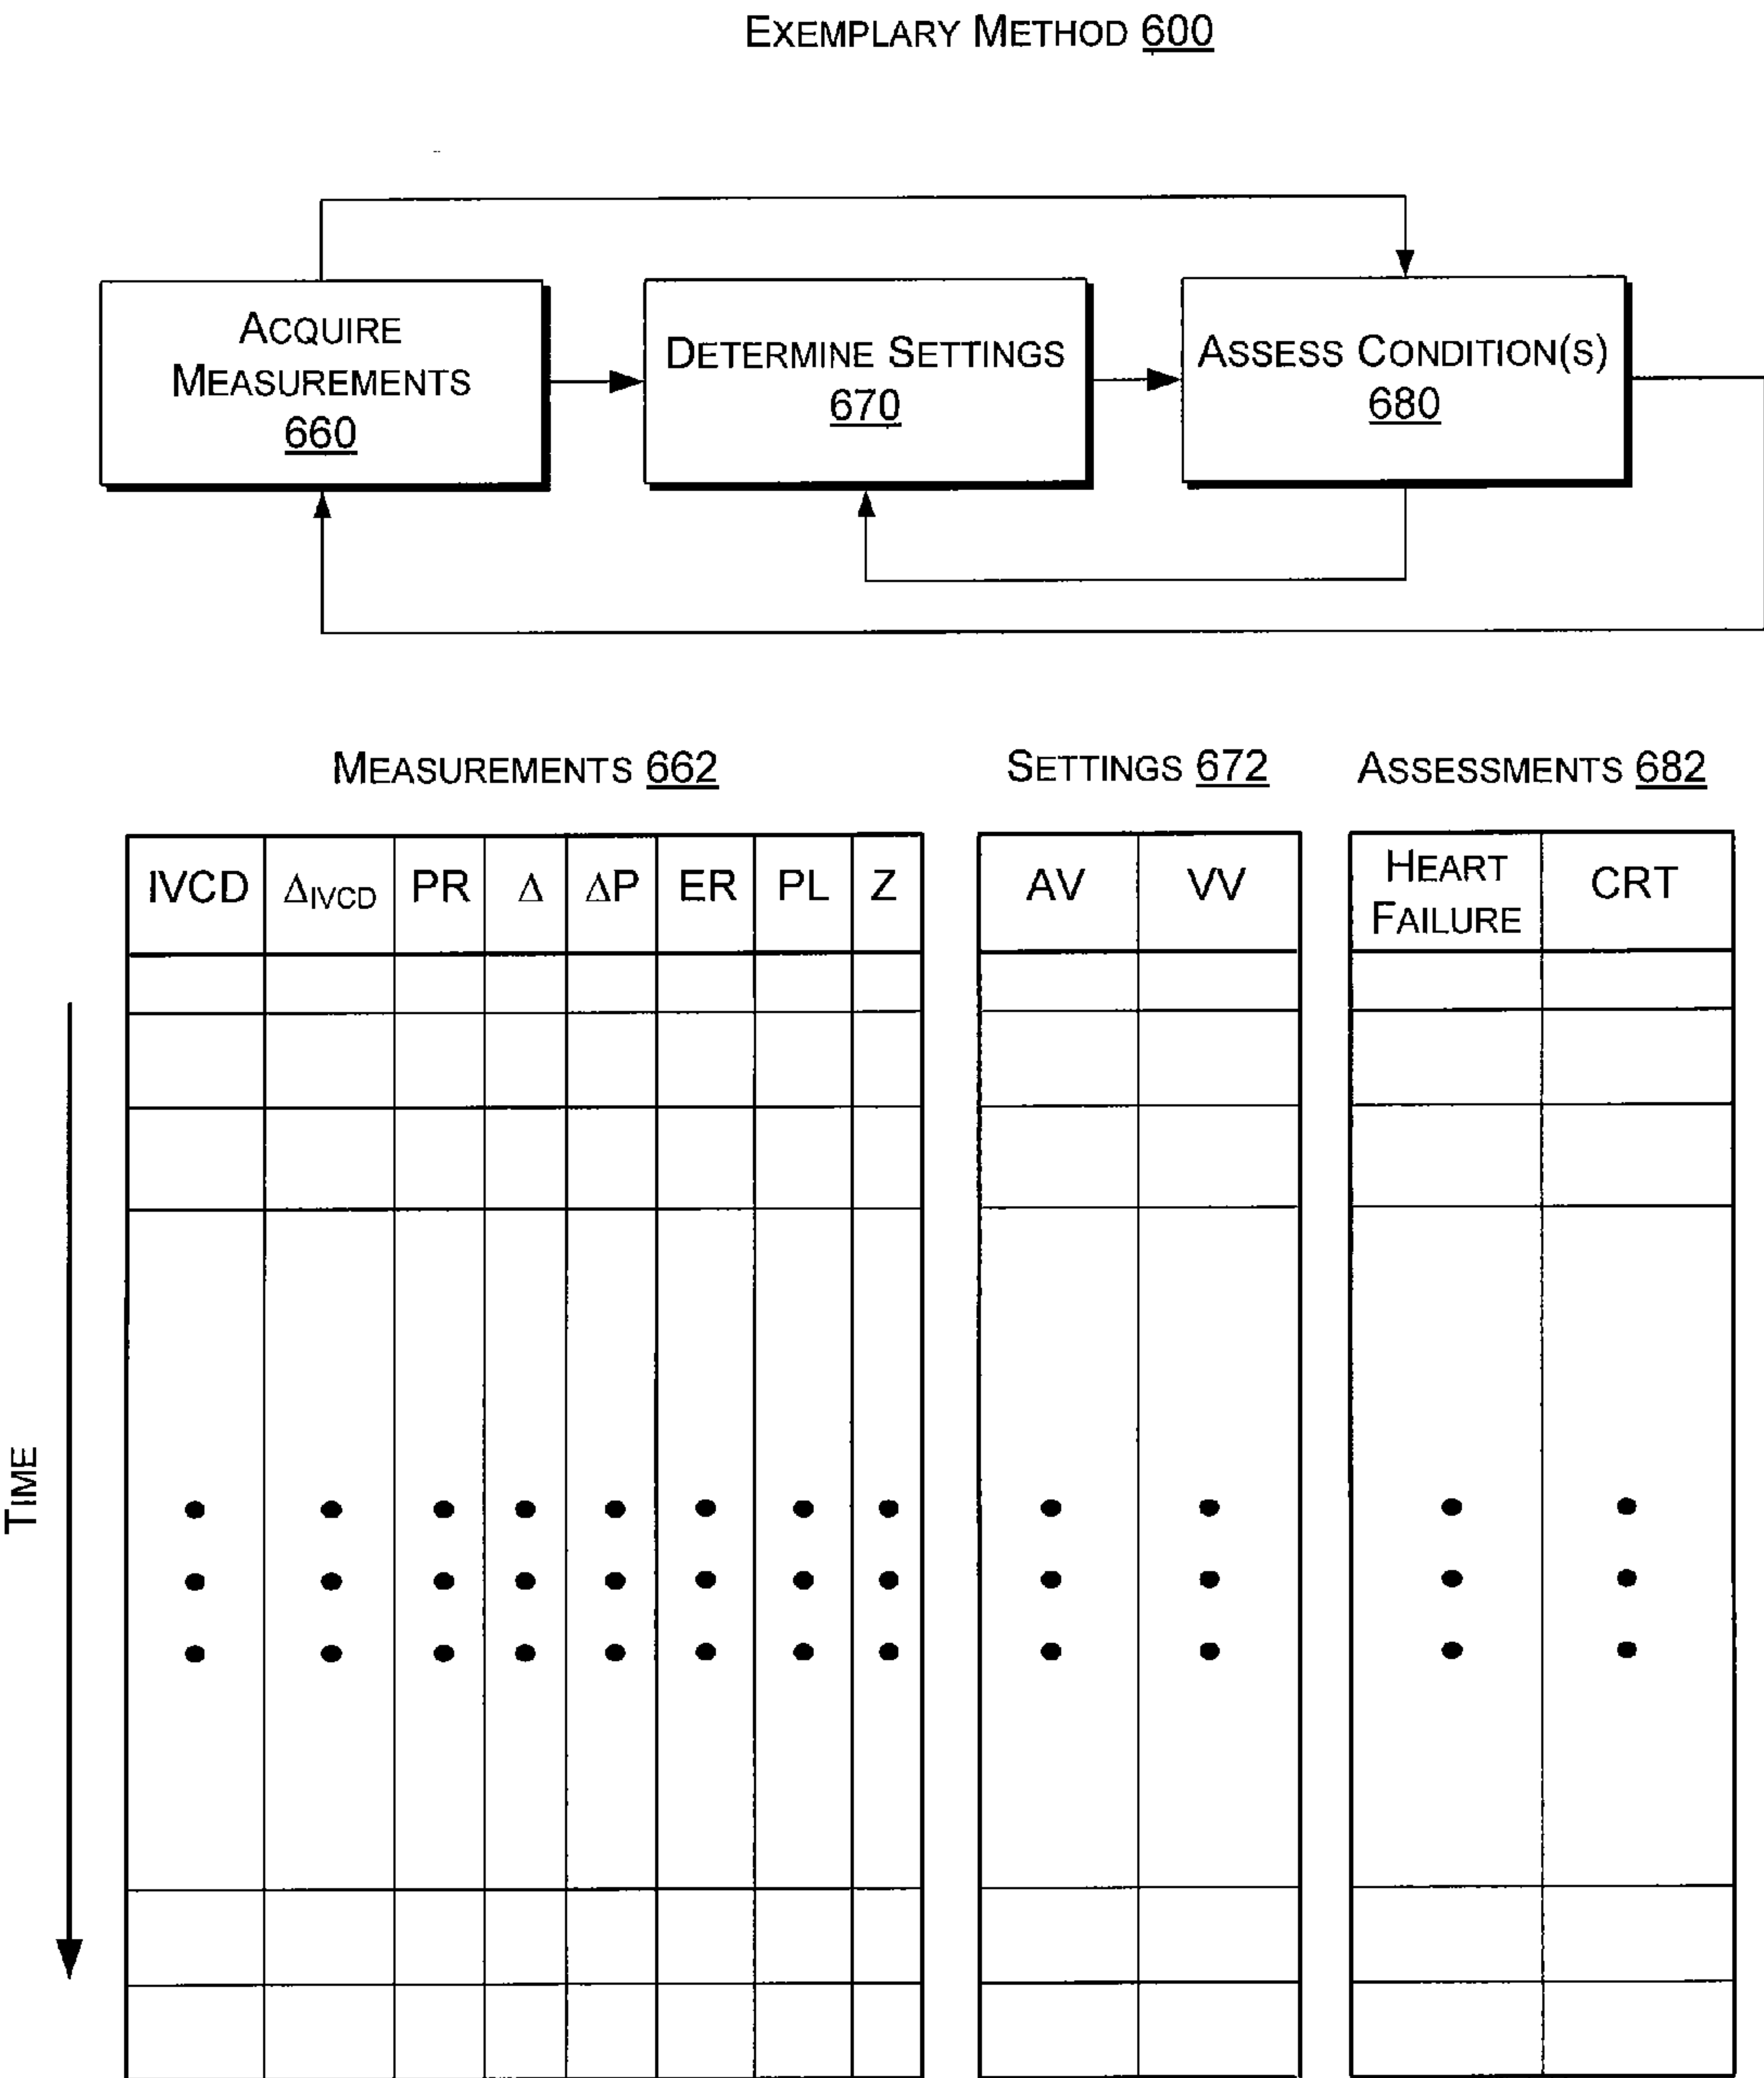 EXEMPLARY METHOD 600
ACQUIRE
MEASUREMENTS
660
DETERMINE SETTINGS
670
ASSESS CONDITION(S)
680
MEASUREMENTS 662
SETTINGS 672
ASSESSMENTS 682
IVCD ΔIVCD PR Δ ΔP ER PL Z
AV VV
HEART
FAILURE
CRT
TIME